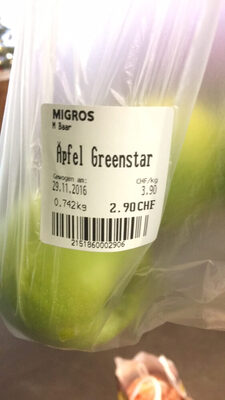 MIGROS
M Baar
Äpfel Greenstar
Gewogen am: CHF/kg
29.11.2016 3.90
0.742kg 2.90CHF
2151860002906